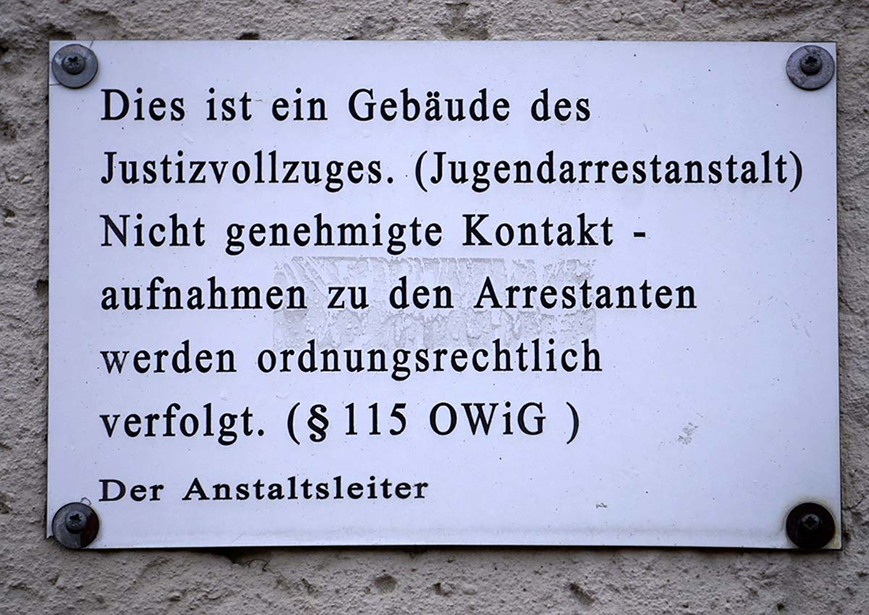 Dies ist ein Gebäude des
Justizvollzuges. (Jugendarrestanstalt)
Nicht genehmigte Kontakt -
aufnahmen zu den Arrestanten
werden ordnungsrechtlich
verfolgt. (§ 115 OWiG )
Der Anstaltsleiter